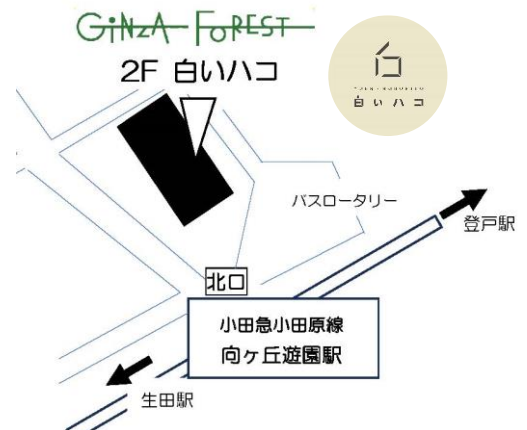 GiNZA FoREST
2F 白いハコ
白いハコ
バスロータリー
登戸駅
北口
小田急小田原線
向ヶ丘遊園駅
生田駅